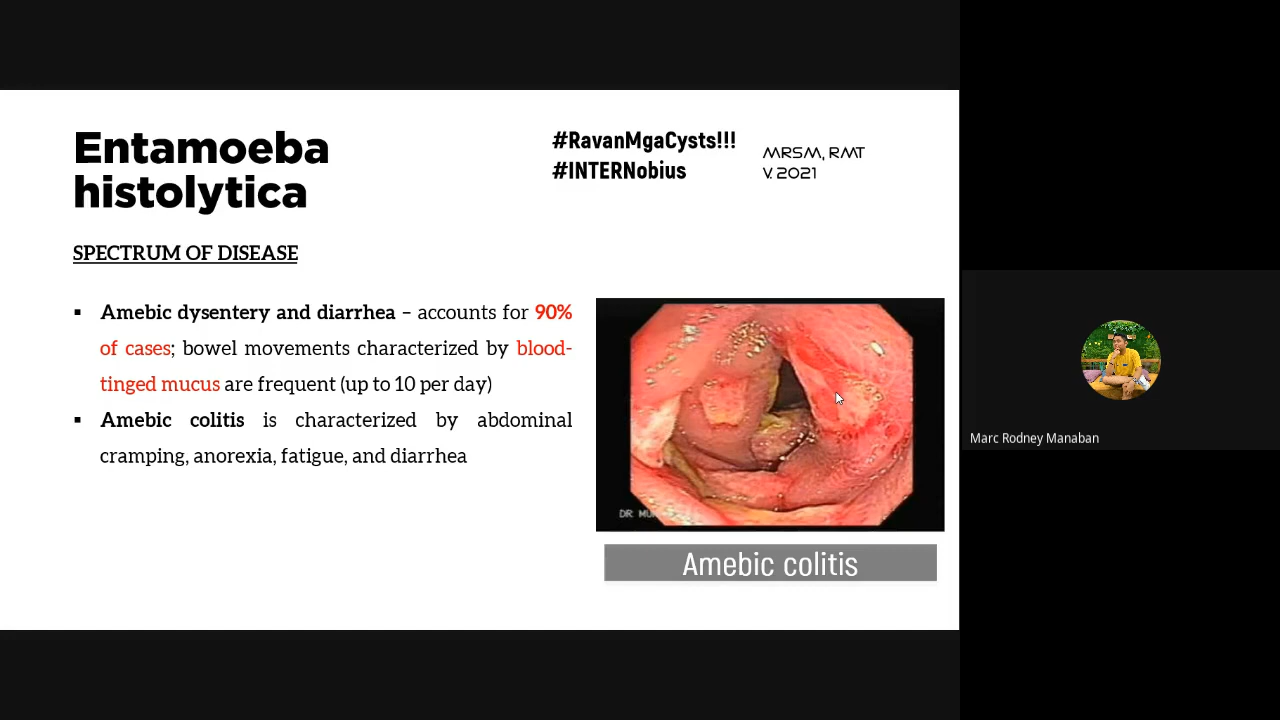 Entamoeba
histolytica
#RavanMgaCysts!!!
#INTERNobius
MRSM, RMT
V. 2021
SPECTRUM OF DISEASE
▪ Amebic dysentery and diarrhea – accounts for 90%
of cases; bowel movements characterized by blood-
tinged mucus are frequent (up to 10 per day)
▪ Amebic colitis is characterized by abdominal
cramping, anorexia, fatigue, and diarrhea
DR
Amebic colitis
Marc Rodney Manaban